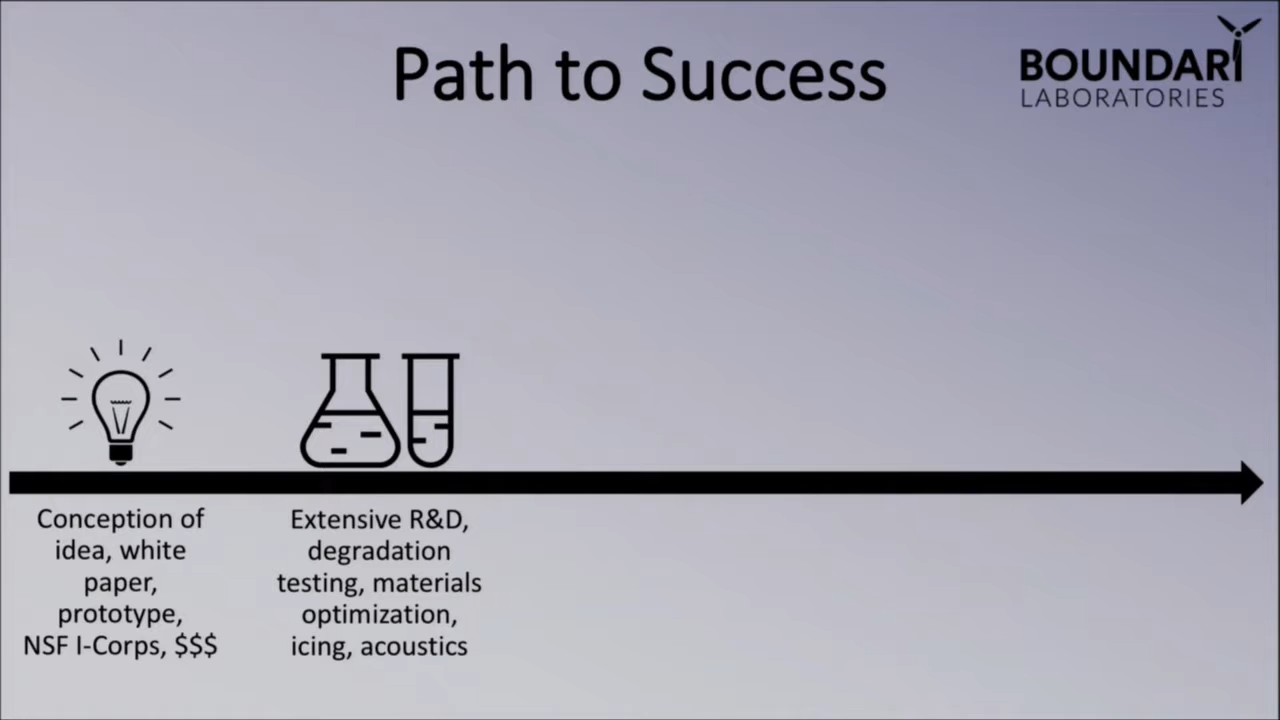 Path to Success
BOUNDARY
LABORATORIES
Conception of
idea, white
paper,
prototype,
NSF I-Corps, $$$
Extensive R&D,
degradation
testing, materials
optimization,
icing, acoustics